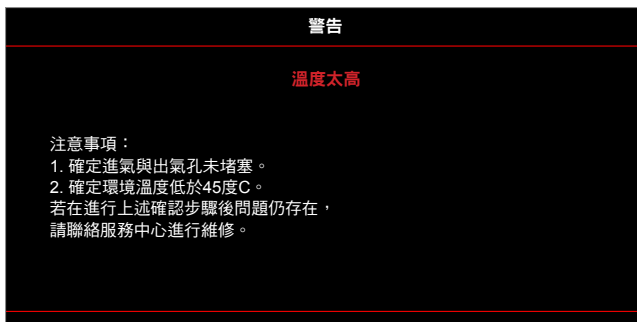 警告
溫度太高
注意事項：
1. 確定進氣與出氣孔未堵塞。
2. 確定環境溫度低於45度C。
若在進行上述確認步驟後問題仍存在，
請聯絡服務中心進行維修。